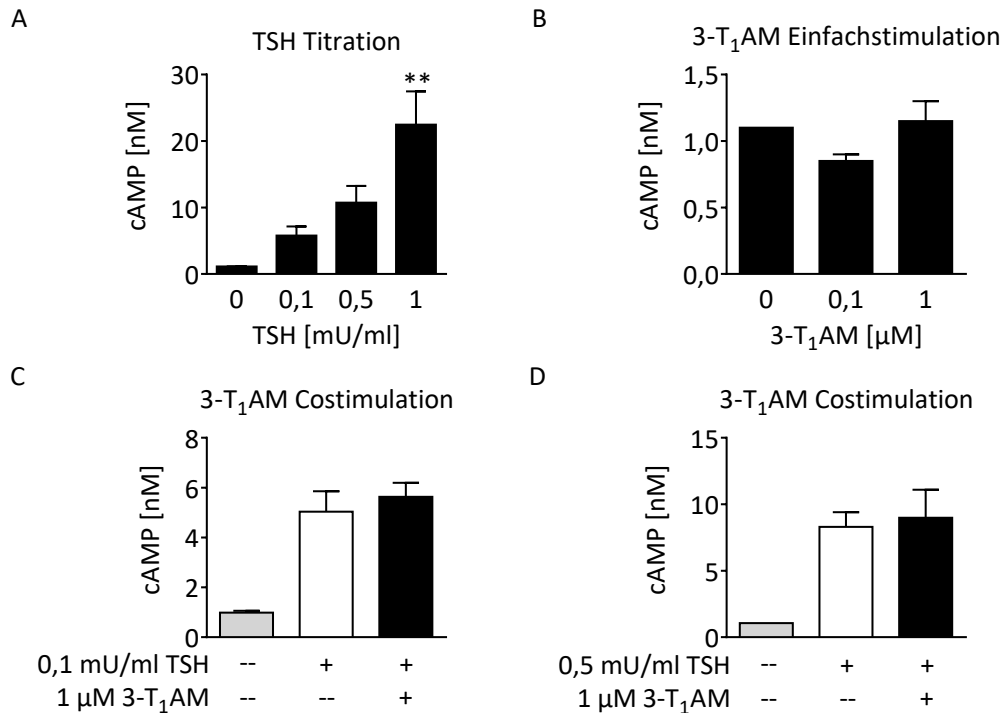 A
TSH Titration
cAMP [nM]
30
20
10
0
**
0 0,1 0,5 1
TSH [mU/ml]
B
3-T₁AM Einfachstimulation
cAMP [nM]
1,5
1,0
0,5
0,0
0 0,1 1
3-T₁AM [µM]
C
3-T₁AM Costimulation
cAMP [nM]
8
6
4
2
0
0,1 mU/ml TSH -- + +
1 µM 3-T₁AM -- -- +
D
3-T₁AM Costimulation
cAMP [nM]
15
10
5
0
0,5 mU/ml TSH -- + +
1 µM 3-T₁AM -- -- +